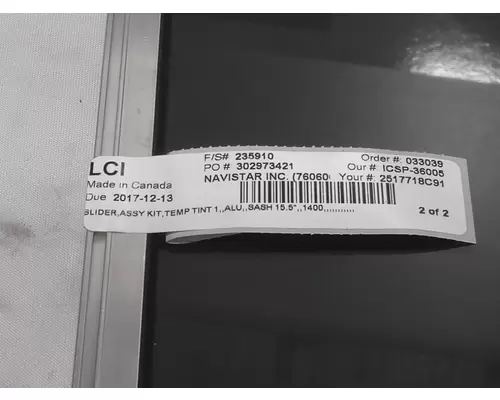 LCI
Made in Canada
Due 2017-12-13
F/S# 235910
PO # 302973421
NAVISTAR INC. (76060
Order #: 033039
Our #: ICSP-36005
Your #: 2517718C91
SLIDER,ASSY KIT,TEMP TINT 1,,ALU,,SASH 15.5",,1400,,,,,,,,,,,,
2 of 2